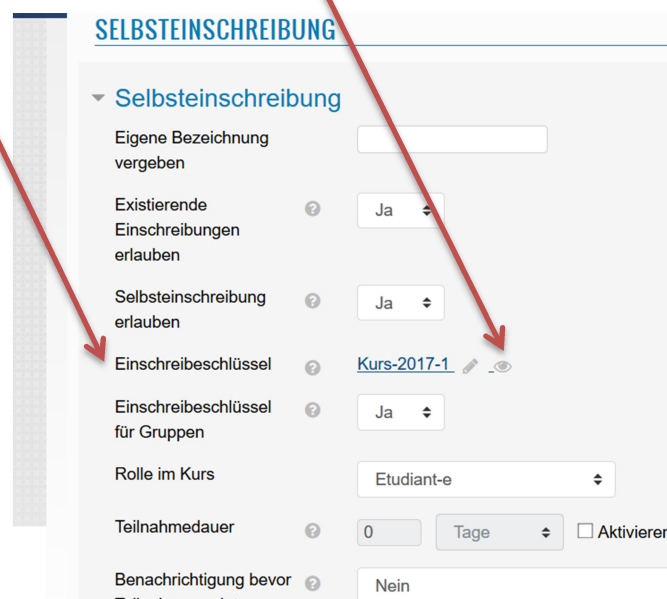 SELBSTEINSCHREIBUNG
Selbsteinschreibung
Eigene Bezeichnung
vergeben
Existierende
Einschreibungen
erlauben
Ja
Selbsteinschreibung
erlauben
Ja
Einschreibeschlüssel
Kurs-2017-1
Einschreibeschlüssel
für Gruppen
Ja
Rolle im Kurs
Etudiant-e
Teilnahmedauer
0
Tage
Aktivieren
Benachrichtigung bevor
Nein